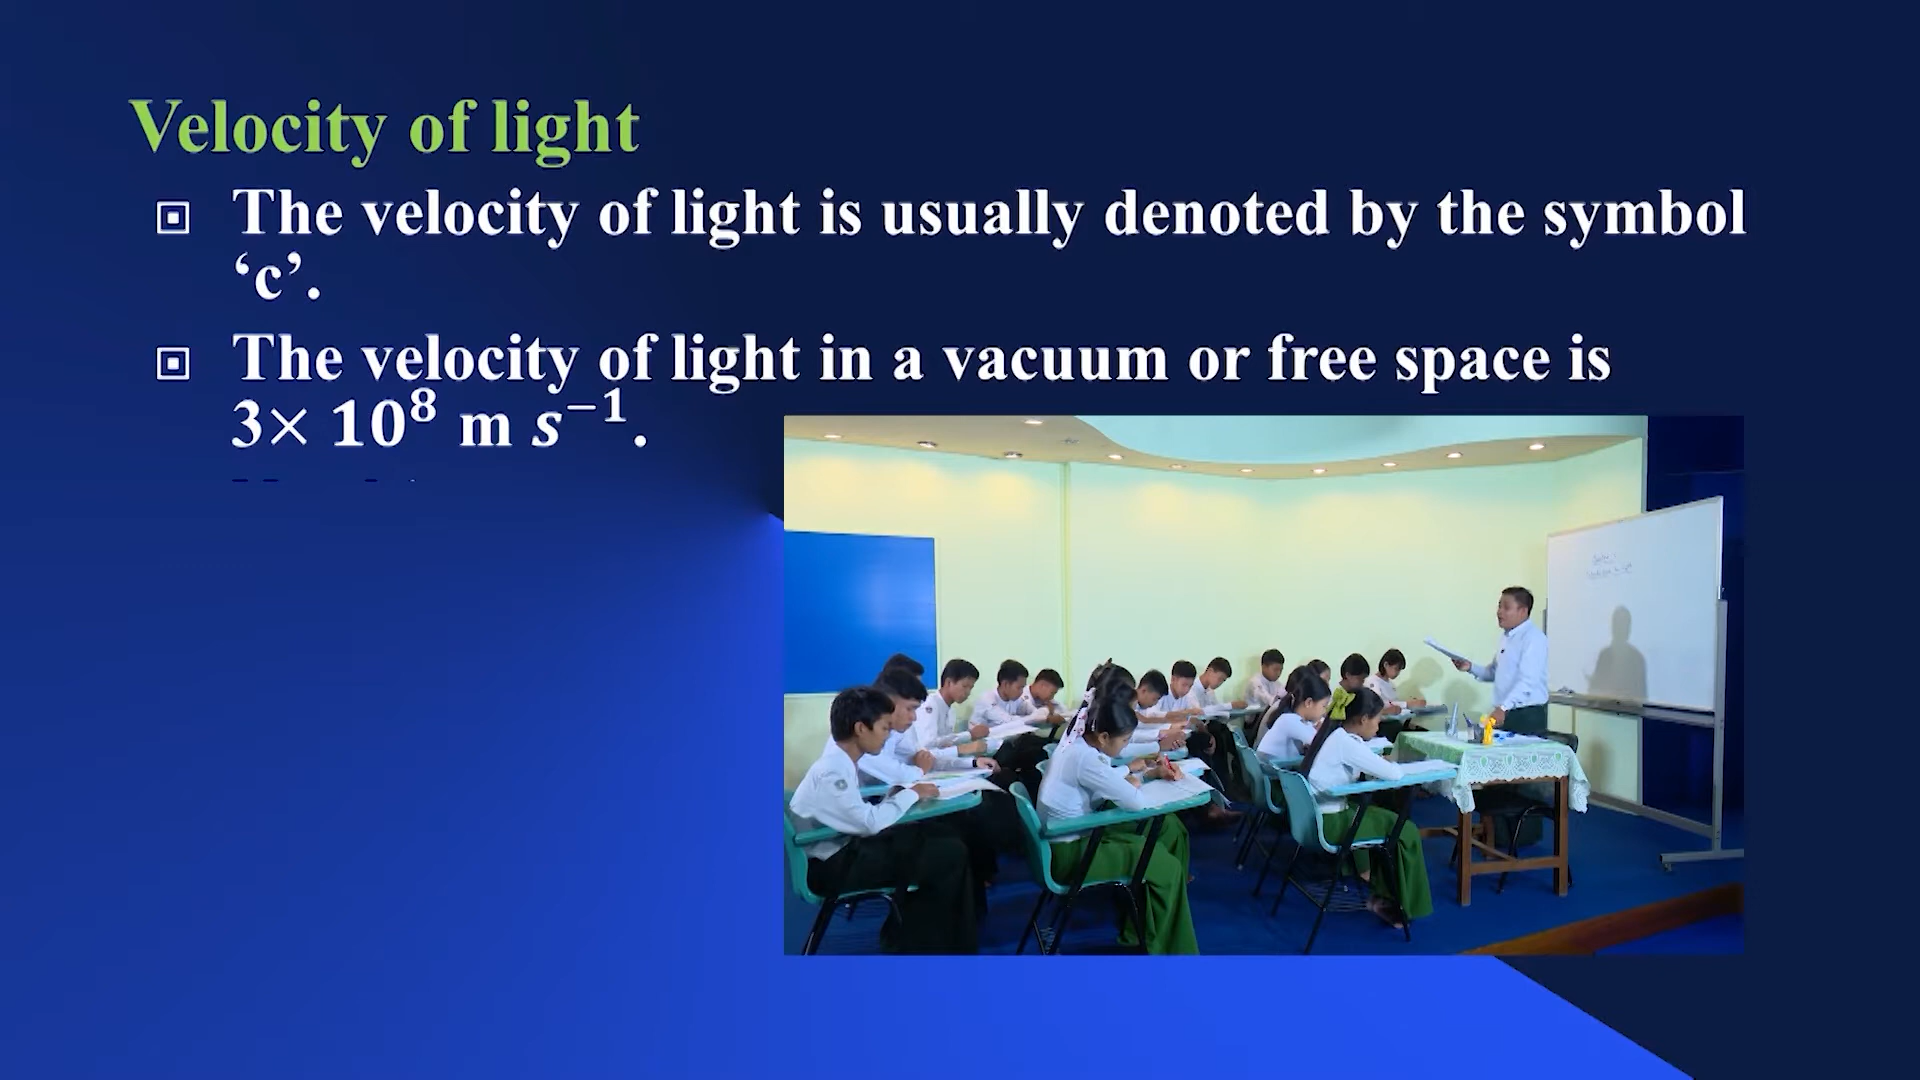 Velocity of light
The velocity of light is usually denoted by the symbol
‘c’.
The velocity of light in a vacuum or free space is
3× 10⁸ m s⁻¹.